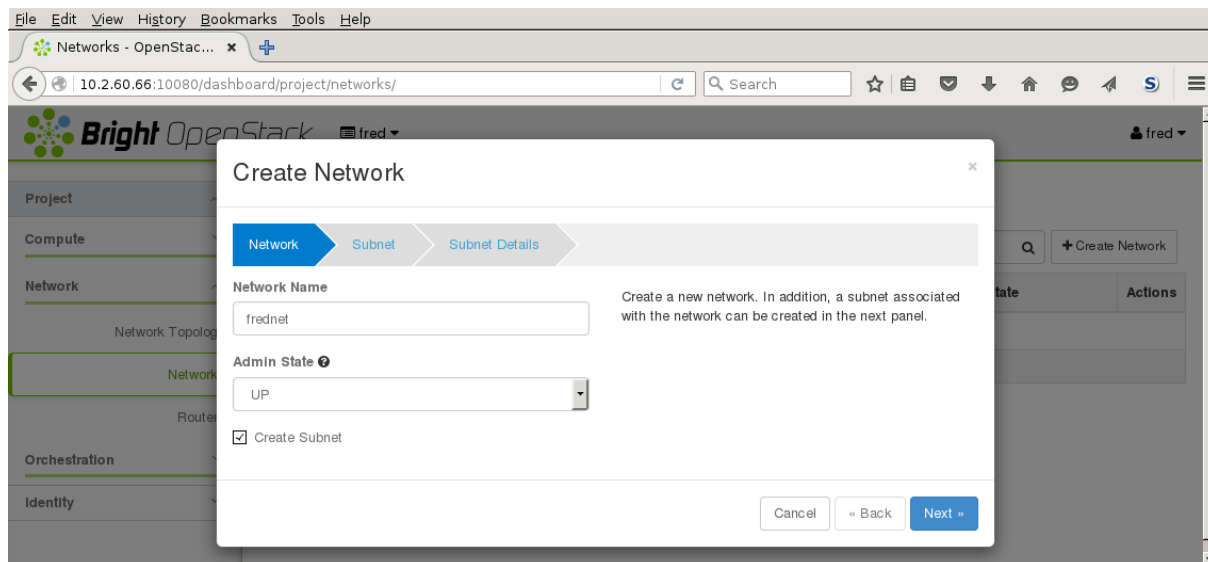 File Edit View History Bookmarks Tools Help
Networks - OpenStac...
10.2.60.66:10080/dashboard/project/networks/ Search
Bright OpenStack fred fred
Create Network ×
Project
Compute
Network Subnet Subnet Details
+ Create Network
Network
Network Name
Create a new network. In addition, a subnet associated
with the network can be created in the next panel.
tate Actions
frednet
Network Topolog
Admin State
Network
UP
Router
Create Subnet
Orchestration
Identity
Cancel « Back Next »